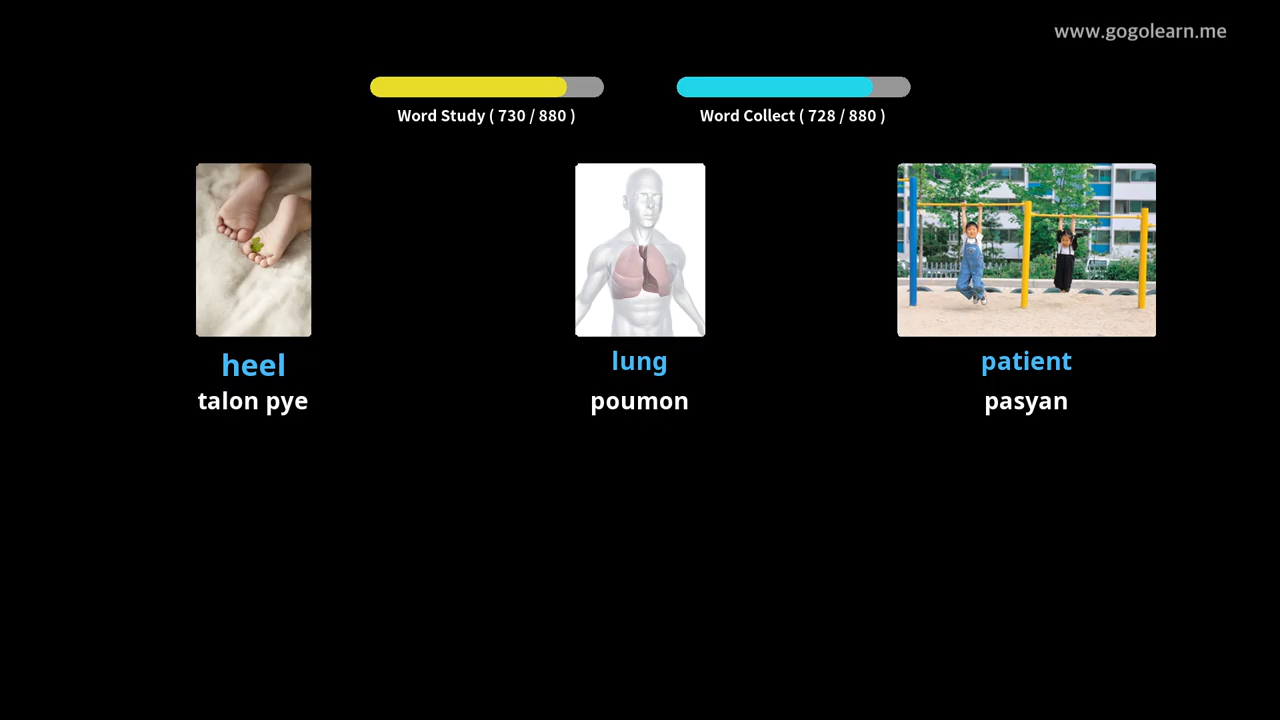 www.gogolearn.me
Word Study ( 730 / 880 )
Word Collect ( 728 / 880 )
heel
talon pye
lung
poumon
patient
pasyan